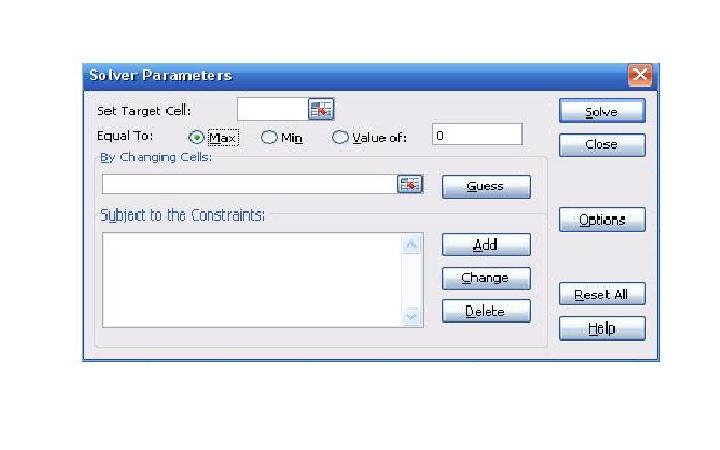 Solver Parameters
Set Target Cell:
Solve
Equal To: Max Min Value of: 0
Close
By Changing Cells:
Guess
Subject to the Constraints:
Options
Add
Change
Reset All
Delete
Help